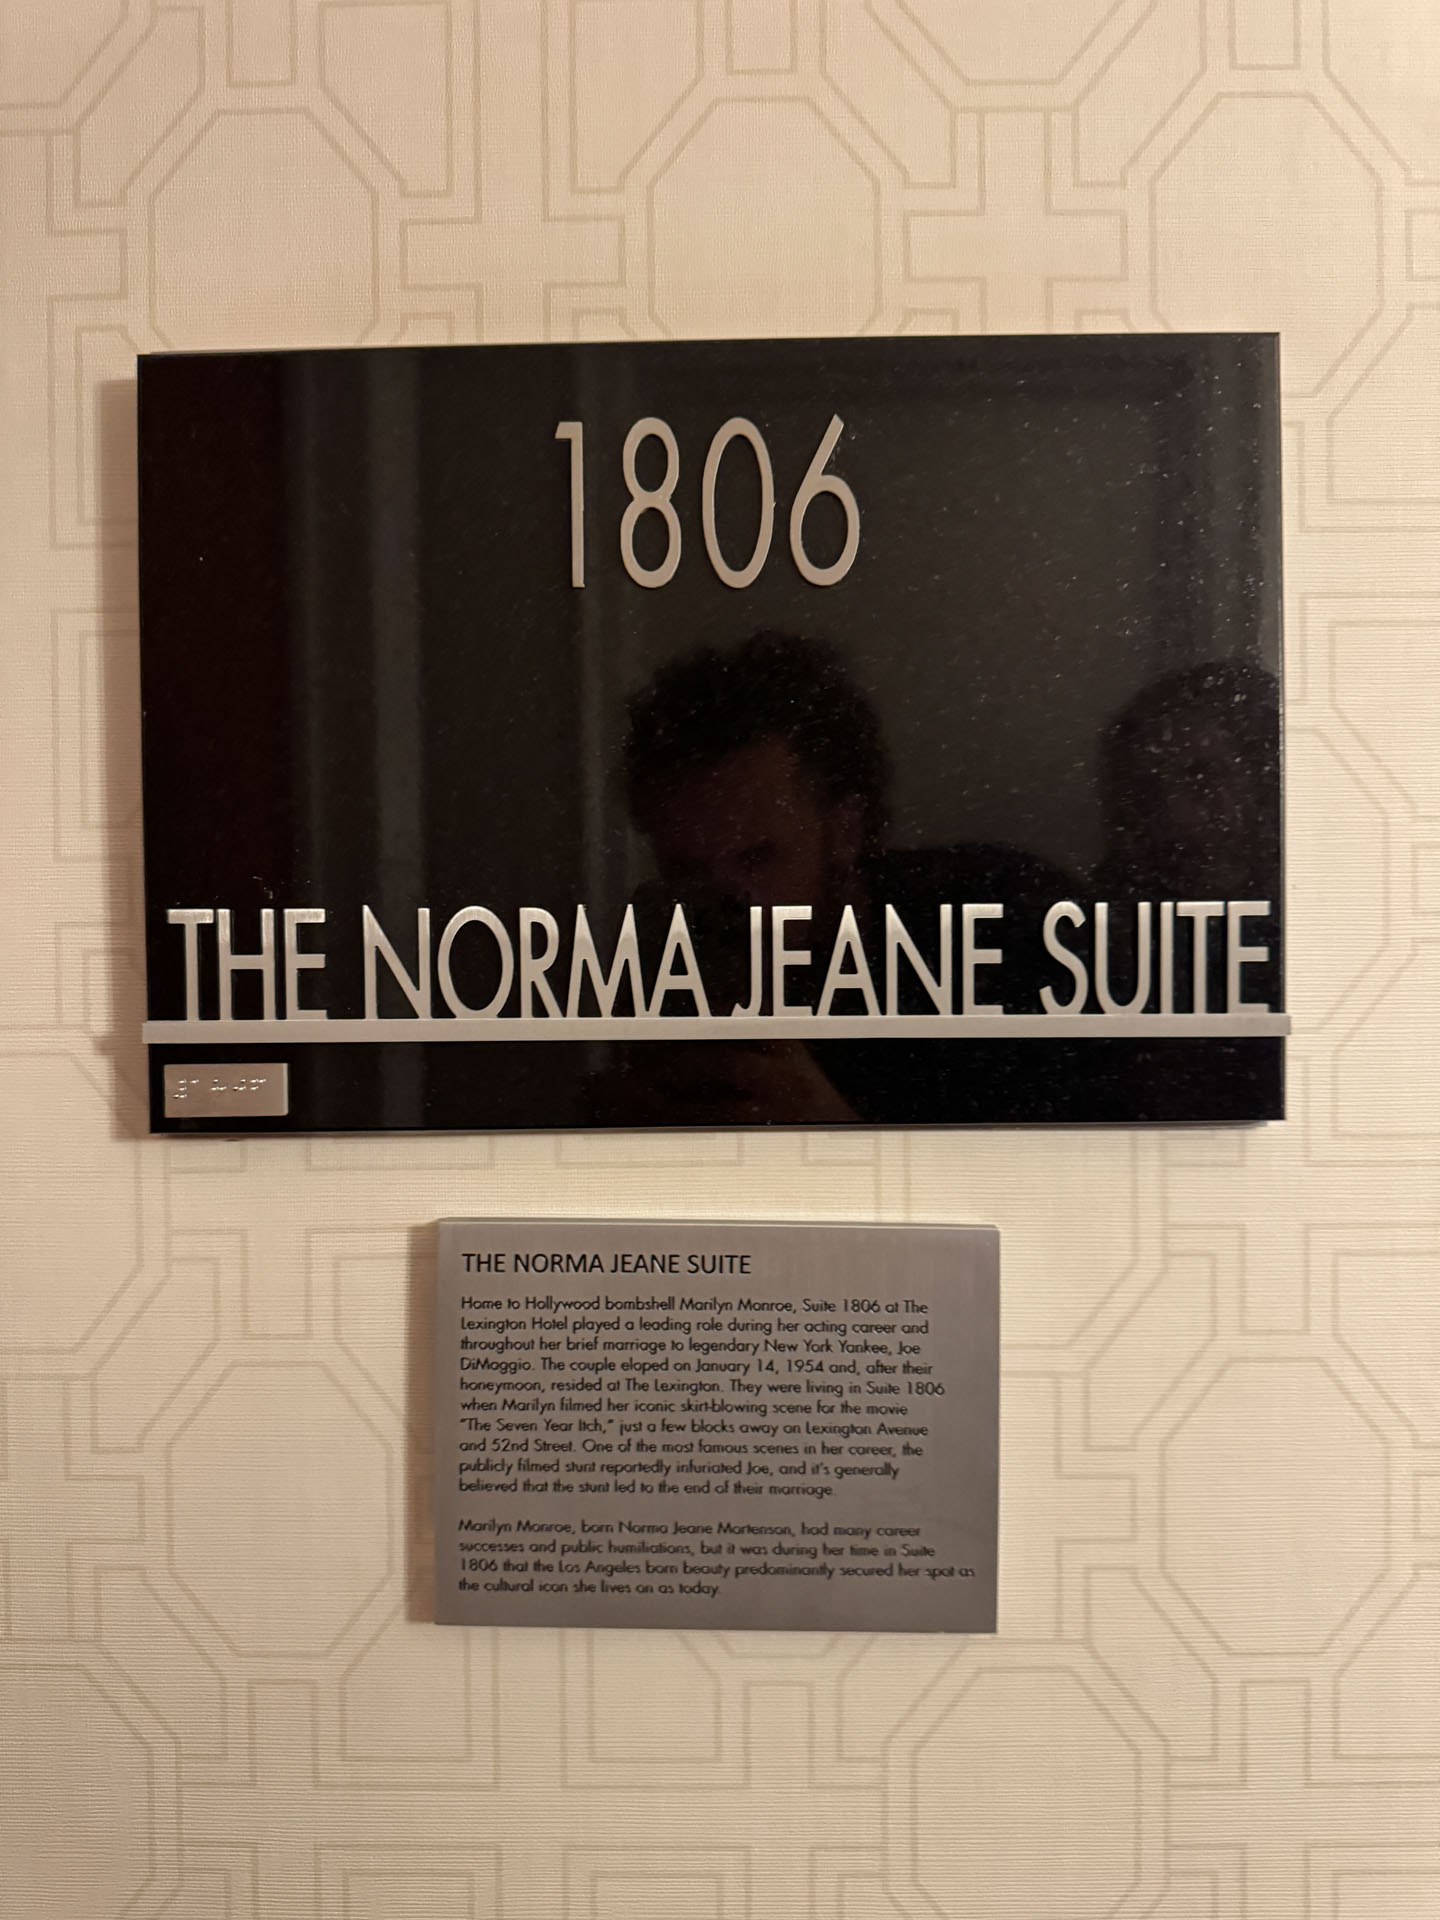 1806
THE NORMA JEANE SUITE
THE NORMA JEANE SUITE
Home to Hollywood bombshell Marilyn Monroe, Suite 1806 at The
Lexington Hotel played a leading role during her acting career and
throughout her brief marriage to legendary New York Yankee, Joe
DiMaggio. The couple eloped on January 14, 1954 and, after their
honeymoon, resided at The Lexington. They were living in Suite 1806
when Marilyn filmed her iconic skirt-blowing scene for the movie
"The Seven Year Itch," just a few blocks away on Lexington Avenue
and 52nd Street. One of the most famous scenes in her career, the
publicly filmed stunt reportedly infuriated Joe, and it's generally
believed that the stunt led to the end of their marriage.
Marilyn Monroe, born Norma Jeane Mortenson, had many career
successes and public humiliations, but it was during her time in Suite
1806 that the Los Angeles born beauty predominantly secured her spot as
the cultural icon she lives on as today.